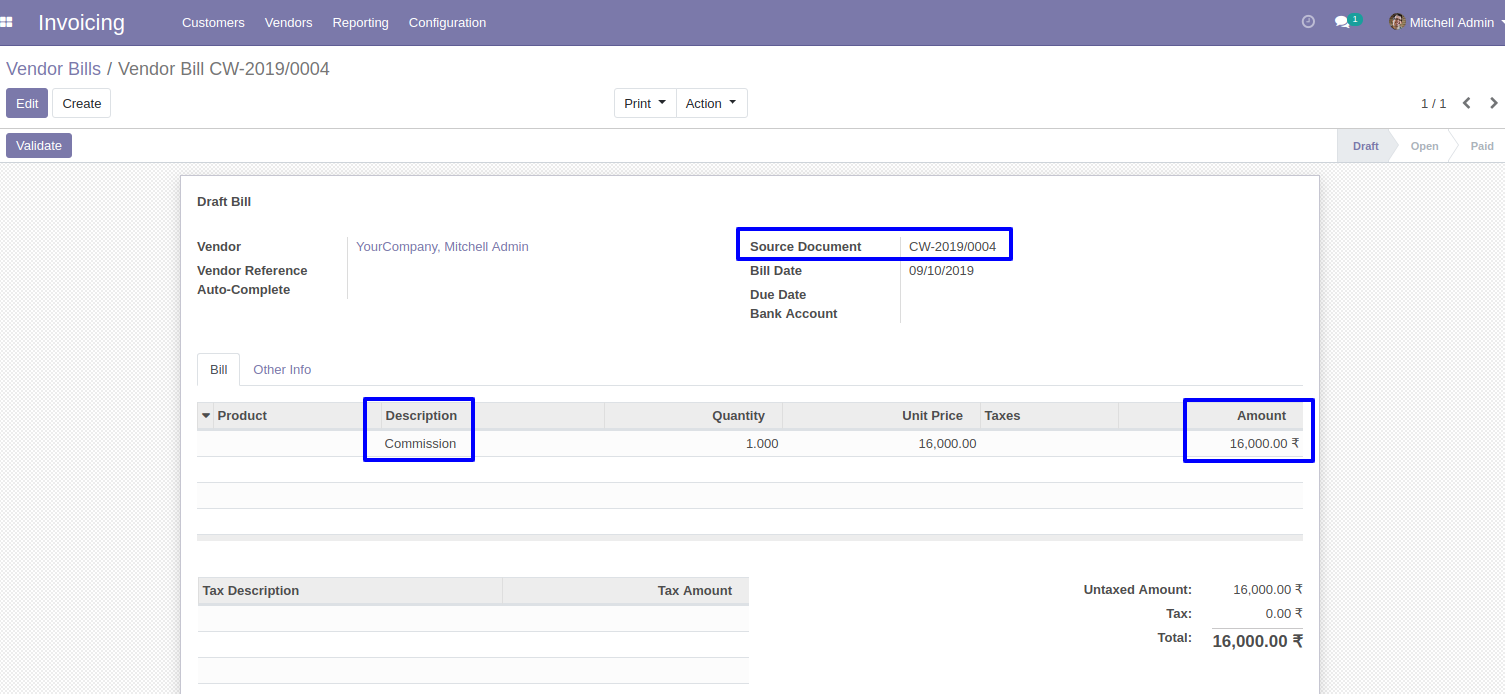 Invoicing Customers Vendors Reporting Configuration 1 Mitchell Admin
Vendor Bills / Vendor Bill CW-2019/0004
Edit Create Print Action 1 / 1
Validate Draft Open Paid
Draft Bill
Vendor YourCompany, Mitchell Admin Source Document CW-2019/0004
Vendor Reference Bill Date 09/10/2019
Auto-Complete Due Date
Bank Account
Bill Other Info
Product Description Quantity Unit Price Taxes Amount
Commission 1.000 16,000.00 16,000.00 ₹
Tax Description Tax Amount Untaxed Amount: 16,000.00 ₹
Tax: 0.00 ₹
Total: 16,000.00 ₹